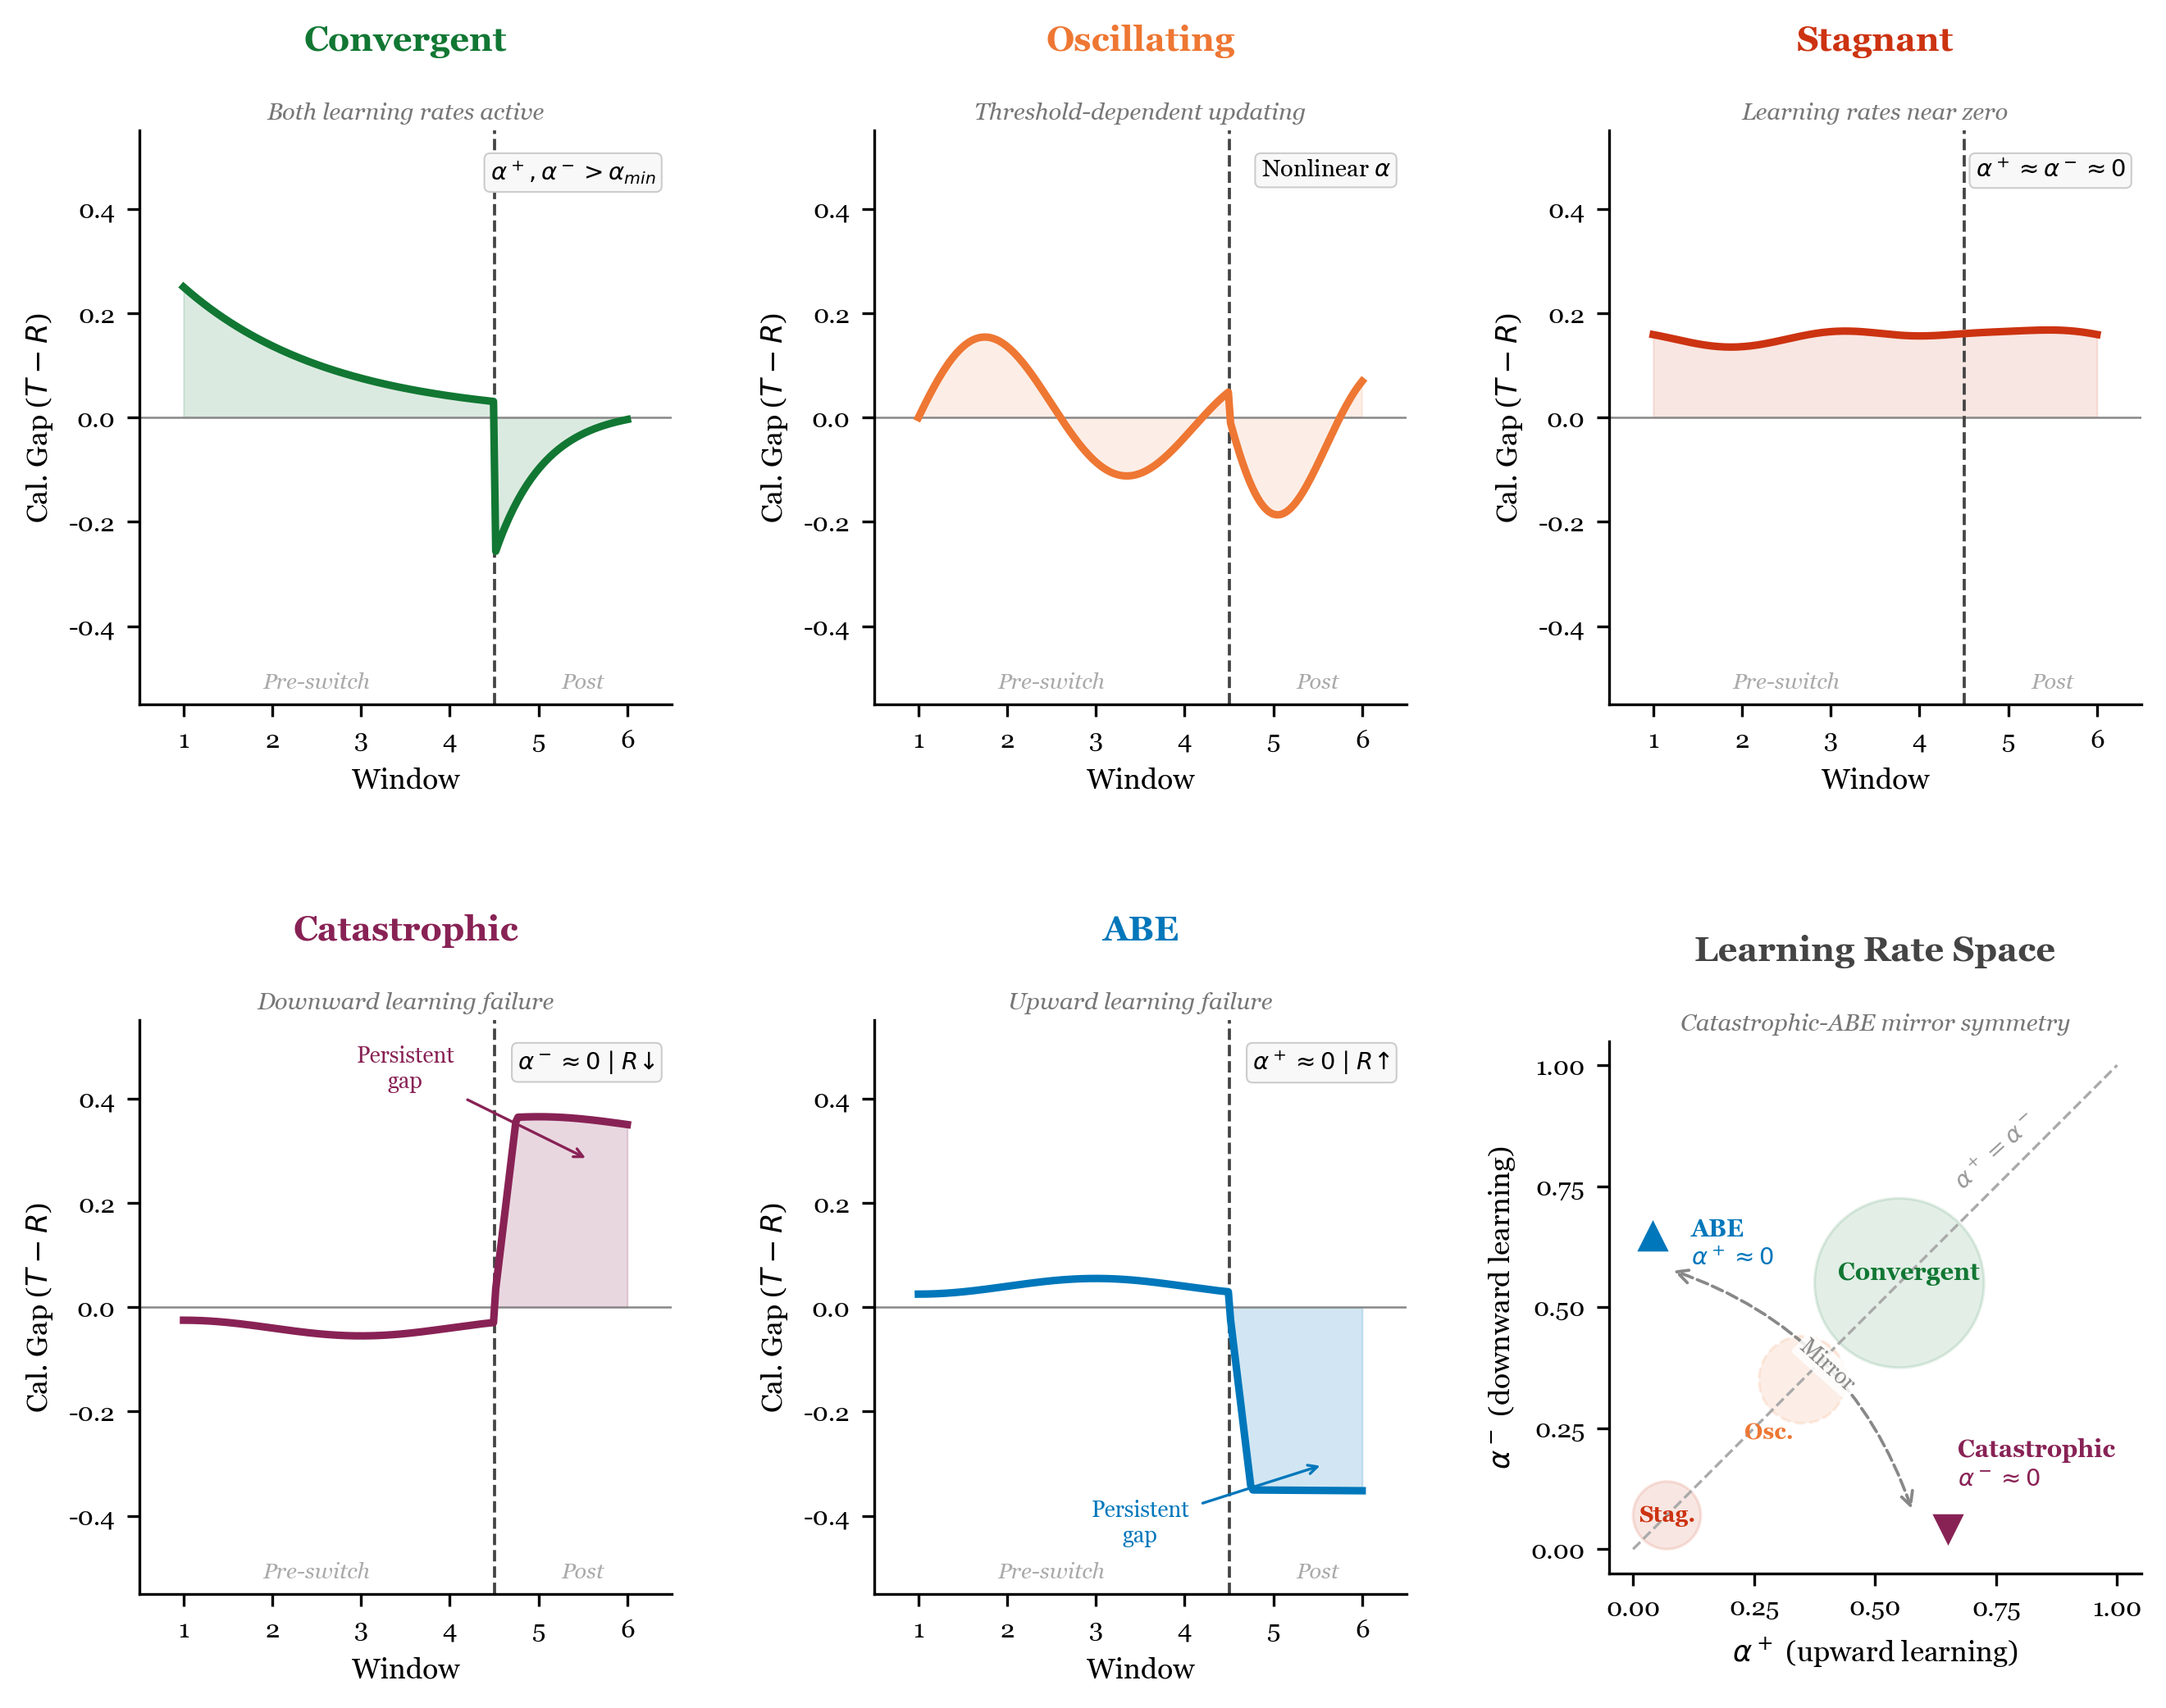 Convergent
Both learning rates active
α⁺, α⁻ > αₘᵢₙ
0.4
0.2
0.0
-0.2
-0.4
Cal. Gap (T − R)
Pre-switch
Post
1 2 3 4 5 6
Window
Oscillating
Threshold-dependent updating
Nonlinear α
0.4
0.2
0.0
-0.2
-0.4
Cal. Gap (T − R)
Pre-switch
Post
1 2 3 4 5 6
Window
Stagnant
Learning rates near zero
α⁺ ≈ α⁻ ≈ 0
0.4
0.2
0.0
-0.2
-0.4
Cal. Gap (T − R)
Pre-switch
Post
1 2 3 4 5 6
Window
Catastrophic
Downward learning failure
Persistent
gap
α⁻ ≈ 0 | R↓
0.4
0.2
0.0
-0.2
-0.4
Cal. Gap (T − R)
Pre-switch
Post
1 2 3 4 5 6
Window
ABE
Upward learning failure
α⁺ ≈ 0 | R↑
0.4
0.2
0.0
-0.2
-0.4
Cal. Gap (T − R)
Persistent
gap
Pre-switch
Post
1 2 3 4 5 6
Window
Learning Rate Space
Catastrophic-ABE mirror symmetry
1.00
0.75
0.50
0.25
0.00
α⁻ (downward learning)
α⁺ = α⁻
ABE
α⁺ ≈ 0
Convergent
Mirror
Osc.
Catastrophic
α⁻ ≈ 0
Stag.
0.00 0.25 0.50 0.75 1.00
α⁺ (upward learning)